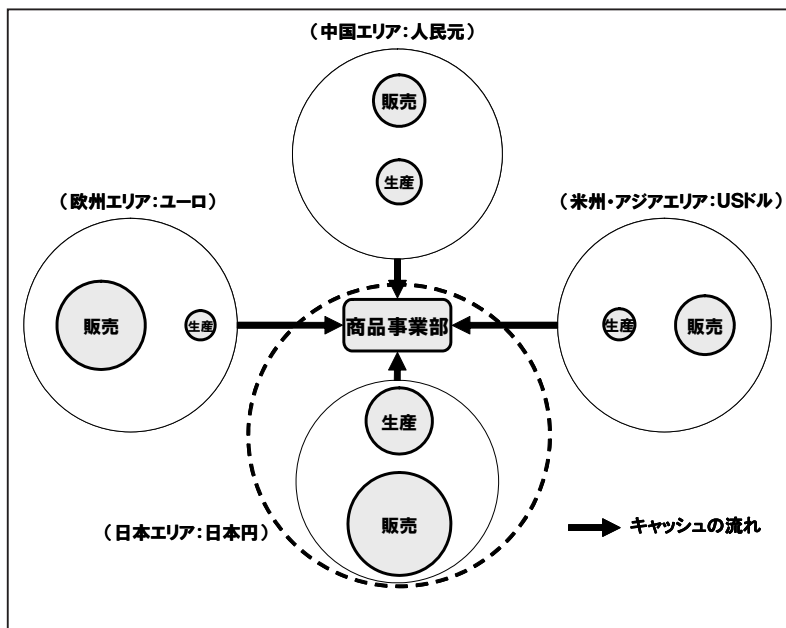 (中国エリア:人民元)
販売
生産
(欧州エリア:ユーロ)
(米州・アジアエリア:USドル)
販売
生産
商品事業部
生産
販売
生産
販売
(日本エリア:日本円)
キャッシュの流れ